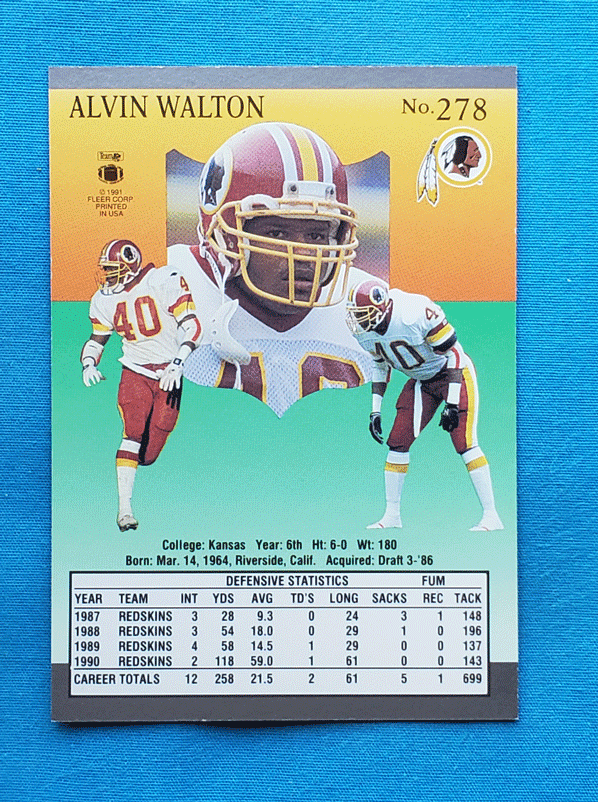 ALVIN WALTON
No. 278
Team NFL
© 1991
FLEER CORP.
PRINTED
IN USA
40
40
40
College: Kansas Year: 6th Ht: 6-0 Wt: 180
Born: Mar. 14, 1964, Riverside, Calif. Acquired: Draft 3-'86
DEFENSIVE STATISTICS FUM
YEAR TEAM INT YDS AVG TD'S LONG SACKS REC TACK
1987 REDSKINS 3 28 9.3 0 24 3 1 148
1988 REDSKINS 3 54 18.0 0 29 1 0 196
1989 REDSKINS 4 58 14.5 1 29 0 0 137
1990 REDSKINS 2 118 59.0 1 61 0 0 143
CAREER TOTALS 12 258 21.5 2 61 5 1 699